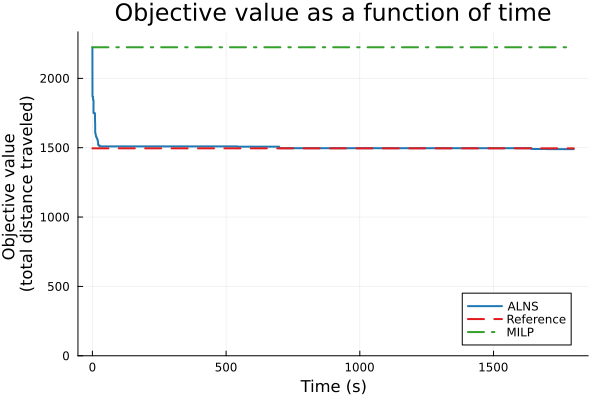 Objective value as a function of time
Objective value
(total distance traveled)
2000
1500
1000
500
0
0
500
1000
1500
Time (s)
ALNS
Reference
MILP